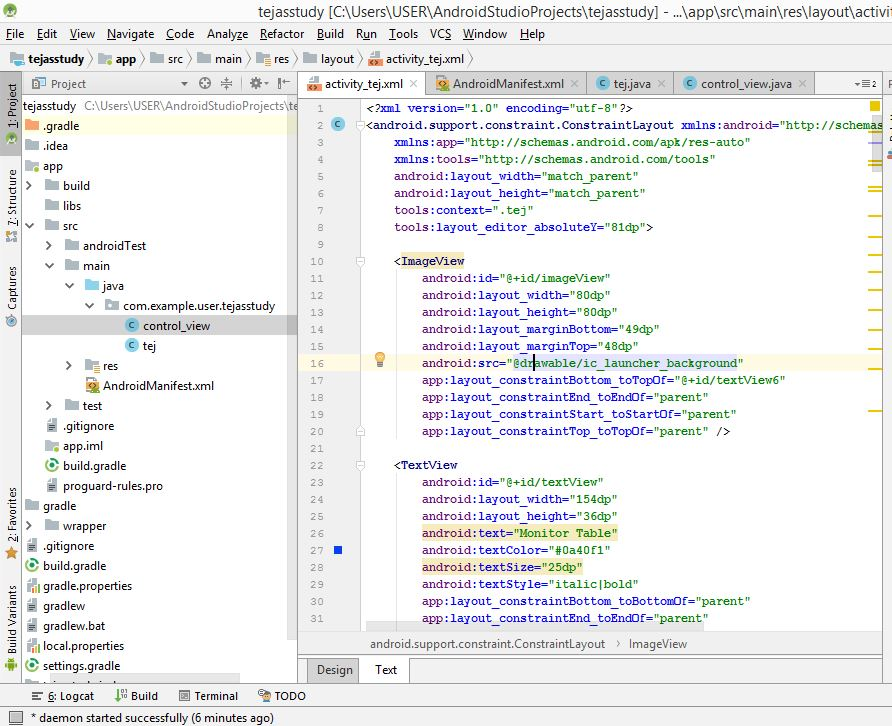 tejasstudy [C:\Users\USER\AndroidStudioProjects\tejasstudy] - ...\app\src\main\res\layout\activity
File Edit View Navigate Code Analyze Refactor Build Run Tools VCS Window Help
tejasstudy app src main res layout activity_tej.xml
Project
activity_tej.xml AndroidManifest.xml tej.java control_view.java 2
1: Project
7: Structure
Captures
2: Favorites
Build Variants
tejasstudy C:\Users\USER\AndroidStudioProjects\te
.gradle
.idea
app
build
libs
src
androidTest
main
java
com.example.user.tejasstudy
control_view
tej
res
AndroidManifest.xml
test
.gitignore
app.iml
build.gradle
proguard-rules.pro
gradle
wrapper
.gitignore
build.gradle
gradle.properties
gradlew
gradlew.bat
local.properties
settings.gradle
1 <?xml version="1.0" encoding="utf-8"?>
2 <android.support.constraint.ConstraintLayout xmlns:android="http://schemas
3 xmlns:app="http://schemas.android.com/apk/res-auto"
4 xmlns:tools="http://schemas.android.com/tools"
5 android:layout_width="match_parent"
6 android:layout_height="match_parent"
7 tools:context=".tej"
8 tools:layout_editor_absoluteY="81dp">
9
10 <ImageView
11 android:id="@+id/imageView"
12 android:layout_width="80dp"
13 android:layout_height="80dp"
14 android:layout_marginBottom="49dp"
15 android:layout_marginTop="48dp"
16 android:src="@drawable/ic_launcher_background"
17 app:layout_constraintBottom_toTopOf="@+id/textView6"
18 app:layout_constraintEnd_toEndOf="parent"
19 app:layout_constraintStart_toStartOf="parent"
20 app:layout_constraintTop_toTopOf="parent" />
21
22 <TextView
23 android:id="@+id/textView"
24 android:layout_width="154dp"
25 android:layout_height="36dp"
26 android:text="Monitor Table"
27 android:textColor="#0a40f1"
28 android:textSize="25dp"
29 android:textStyle="italic|bold"
30 app:layout_constraintBottom_toBottomOf="parent"
31 app:layout_constraintEnd_toEndOf="parent"
android.support.constraint.ConstraintLayout › ImageView
Design Text
6: Logcat Build Terminal TODO
* daemon started successfully (6 minutes ago)